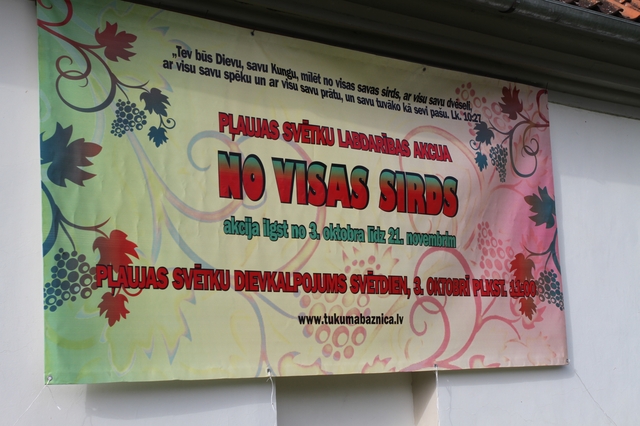 „Tev būs Dievu, savu Kungu, mīlēt no visas savas sirds, ar visu savu dvēseli,
ar visu savu spēku un ar visu savu prātu, un savu tuvāko kā sevi pašu. Lk. 10:27
PĻAUJAS SVĒTKU LABDARĪBAS AKCIJA
NO VISAS SIRDS
akcija ilgst no 3. oktobra līdz 21. novembrim
PĻAUJAS SVĒTKU DIEVKALPOJUMS SVĒTDIEN, 3. OKTOBRĪ PLKST. 11:00
www.tukumabaznica.lv